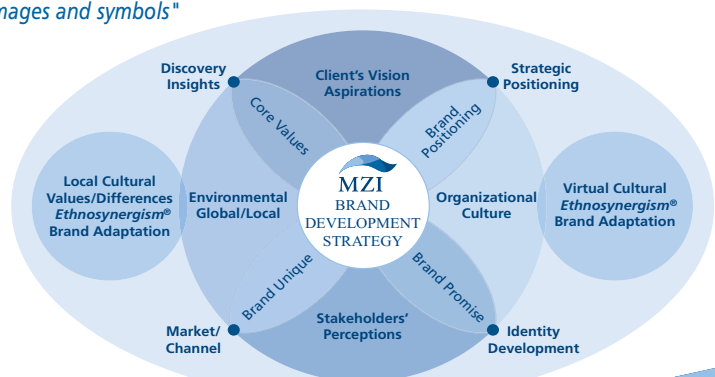 mages and symbols"
Discovery
Insights
Client's Vision
Aspirations
Strategic
Positioning
Core Values
Brand
Positioning
Local Cultural
Values/Differences
Ethnosynergism®
Brand Adaptation
Environmental
Global/Local
MZI
BRAND
DEVELOPMENT
STRATEGY
Organizational
Culture
Virtual Cultural
Ethnosynergism®
Brand Adaptation
Brand Unique
Brand Promise
Stakeholders'
Perceptions
Market/
Channel
Identity
Development